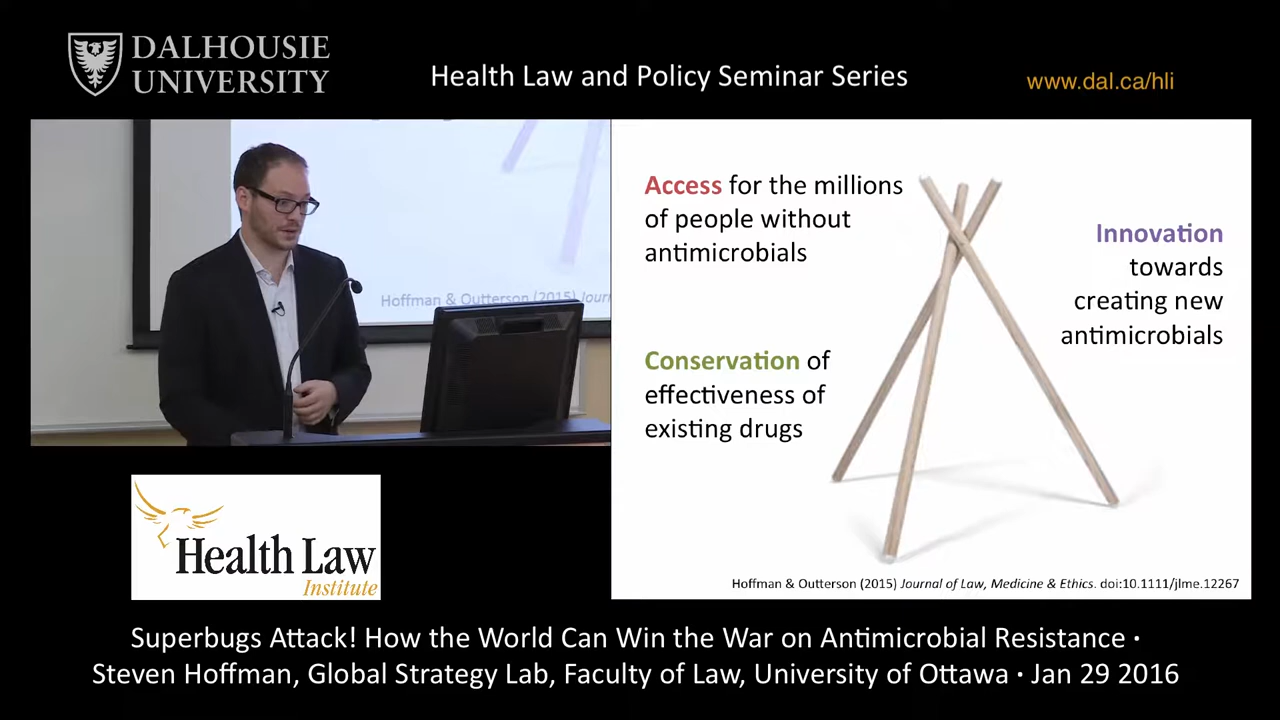 DALHOUSIE
UNIVERSITY
Health Law and Policy Seminar Series
www.dal.ca/hli
Hoffman & Outterson (2015) Jour
Access for the millions
of people without
antimicrobials
Innovation
towards
creating new
antimicrobials
Conservation of
effectiveness of
existing drugs
Hoffman & Outterson (2015) Journal of Law, Medicine & Ethics. doi:10.1111/jlme.12267
Health Law
Institute
Superbugs Attack! How the World Can Win the War on Antimicrobial Resistance ·
Steven Hoffman, Global Strategy Lab, Faculty of Law, University of Ottawa · Jan 29 2016